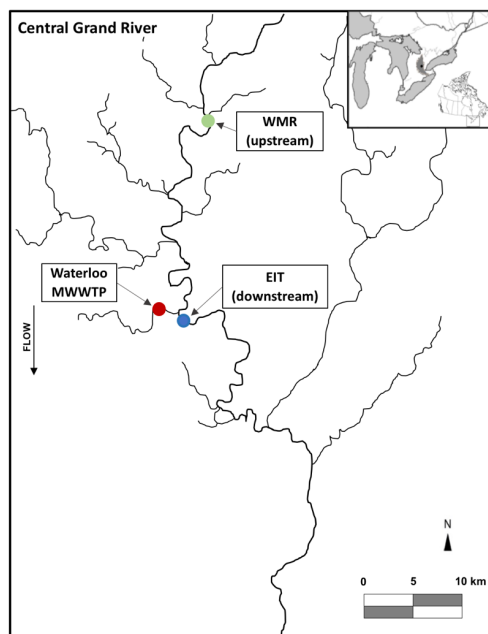 Central Grand River
WMR
(upstream)
Waterloo
MWWTP
EIT
(downstream)
FLOW
N
0 5 10 km